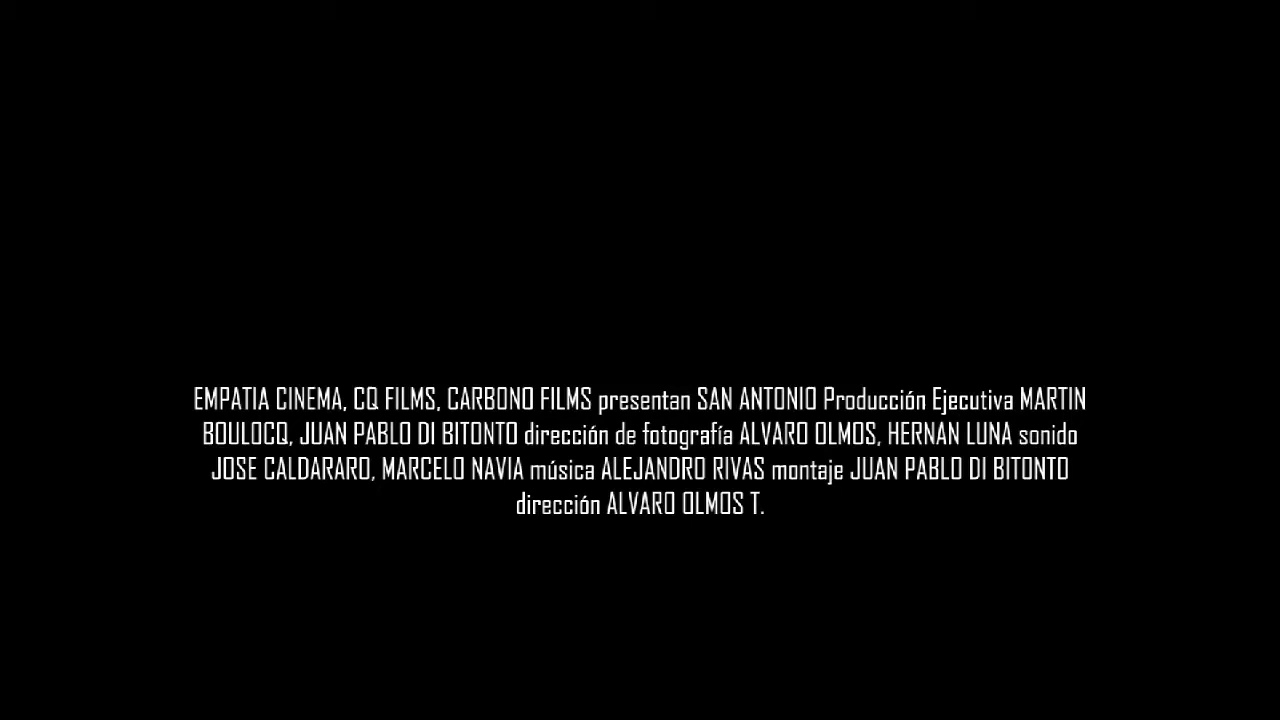 EMPATIA CINEMA, CQ FILMS, CARBONO FILMS presentan SAN ANTONIO Producción Ejecutiva MARTIN
BOULOCQ, JUAN PABLO DI BITONTO dirección de fotografía ALVARO OLMOS, HERNAN LUNA sonido
JOSE CALDARARO, MARCELO NAVIA música ALEJANDRO RIVAS montaje JUAN PABLO DI BITONTO
dirección ALVARO OLMOS T.